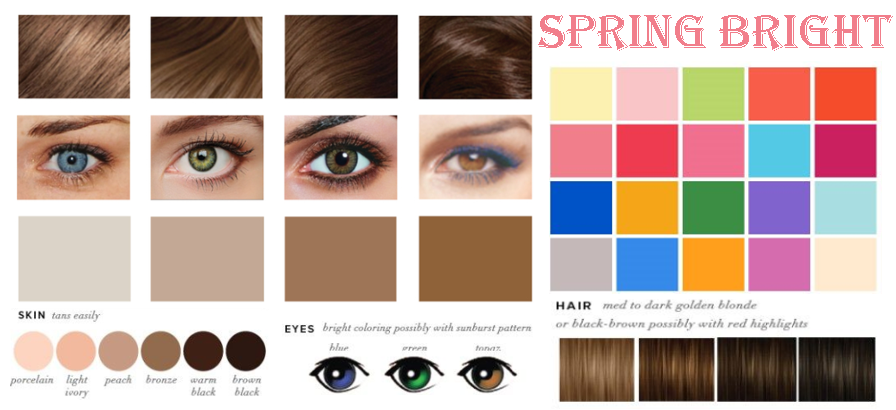 SPRING BRIGHT
SKIN tans easily
porcelain
light
ivory
peach
bronze
warm
black
brown
black
EYES bright coloring possibly with sunburst pattern
blue
green
topaz
HAIR med to dark golden blonde
or black-brown possibly with red highlights